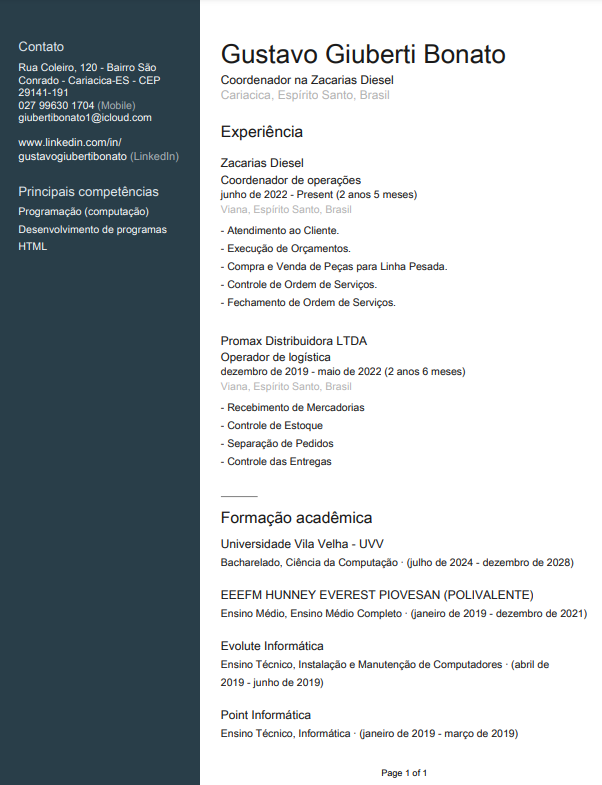 Contato
Rua Coleiro, 120 - Bairro São
Conrado - Cariacica-ES - CEP
29141-191
027 99630 1704 (Mobile)
giubertibonato1@icloud.com
www.linkedin.com/in/
gustavogiubertibonato (LinkedIn)
Principais competências
Programação (computação)
Desenvolvimento de programas
HTML
Gustavo Giuberti Bonato
Coordenador na Zacarias Diesel
Cariacica, Espírito Santo, Brasil
Experiência
Zacarias Diesel
Coordenador de operações
junho de 2022 - Present (2 anos 5 meses)
Viana, Espírito Santo, Brasil
- Atendimento ao Cliente.
- Execução de Orçamentos.
- Compra e Venda de Peças para Linha Pesada.
- Controle de Ordem de Serviços.
- Fechamento de Ordem de Serviços.
Promax Distribuidora LTDA
Operador de logística
dezembro de 2019 - maio de 2022 (2 anos 6 meses)
Viana, Espírito Santo, Brasil
- Recebimento de Mercadorias
- Controle de Estoque
- Separação de Pedidos
- Controle das Entregas
Formação acadêmica
Universidade Vila Velha - UVV
Bacharelado, Ciência da Computação · (julho de 2024 - dezembro de 2028)
EEEFM HUNNEY EVEREST PIOVESAN (POLIVALENTE)
Ensino Médio, Ensino Médio Completo · (janeiro de 2019 - dezembro de 2021)
Evolute Informática
Ensino Técnico, Instalação e Manutenção de Computadores · (abril de
2019 - junho de 2019)
Point Informática
Ensino Técnico, Informática · (janeiro de 2019 - março de 2019)
Page 1 of 1